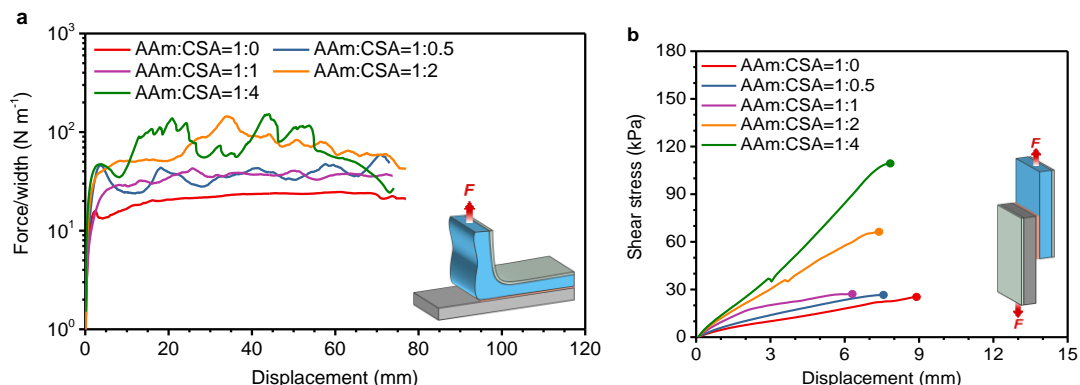 a
10³
10²
10¹
10⁰
Force/width (N m⁻¹)
AAm:CSA=1:0
AAm:CSA=1:0.5
AAm:CSA=1:1
AAm:CSA=1:2
AAm:CSA=1:4
F
0 20 40 60 80 100 120
Displacement (mm)
b
180
150
120
90
60
30
0
Shear stress (kPa)
AAm:CSA=1:0
AAm:CSA=1:0.5
AAm:CSA=1:1
AAm:CSA=1:2
AAm:CSA=1:4
F
F
0 3 6 9 12 15
Displacement (mm)